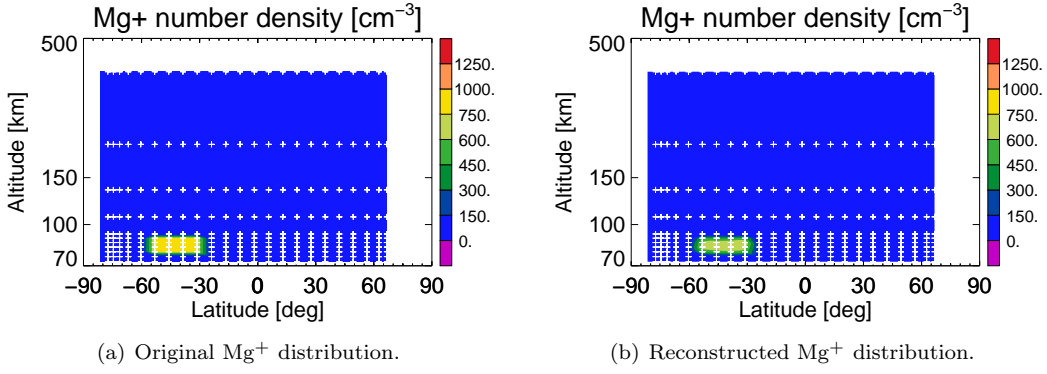 Mg+ number density [cm−3]
500
150
100
70
Altitude [km]
−90 −60 −30 0 30 60 90
Latitude [deg]
1250.
1000.
750.
600.
450.
300.
150.
0.
(a) Original Mg+ distribution.
Mg+ number density [cm−3]
500
150
100
70
Altitude [km]
−90 −60 −30 0 30 60 90
Latitude [deg]
1250.
1000.
750.
600.
450.
300.
150.
0.
(b) Reconstructed Mg+ distribution.